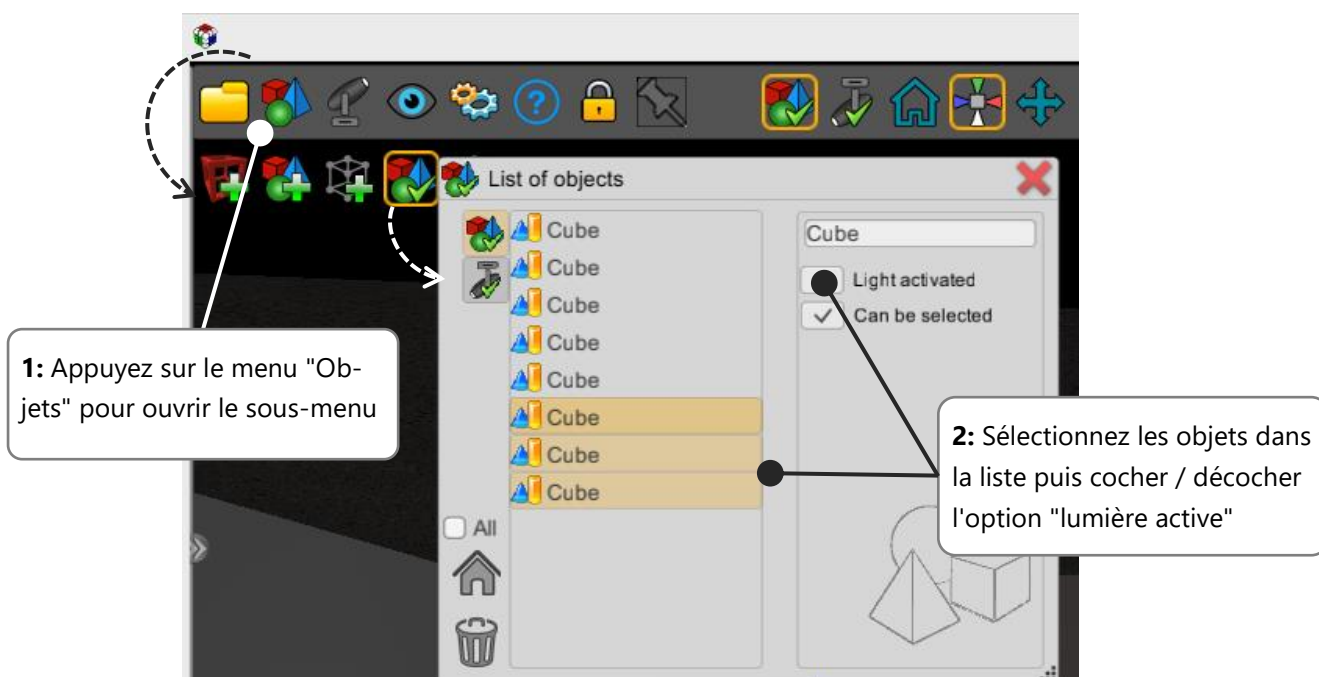 List of objects
Cube
Cube
Cube
Cube
Cube
Cube
Cube
Cube
All
Cube
Light activated
Can be selected
1: Appuyez sur le menu "Ob-
jets" pour ouvrir le sous-menu
2: Sélectionnez les objets dans
la liste puis cocher / décocher
l'option "lumière active"